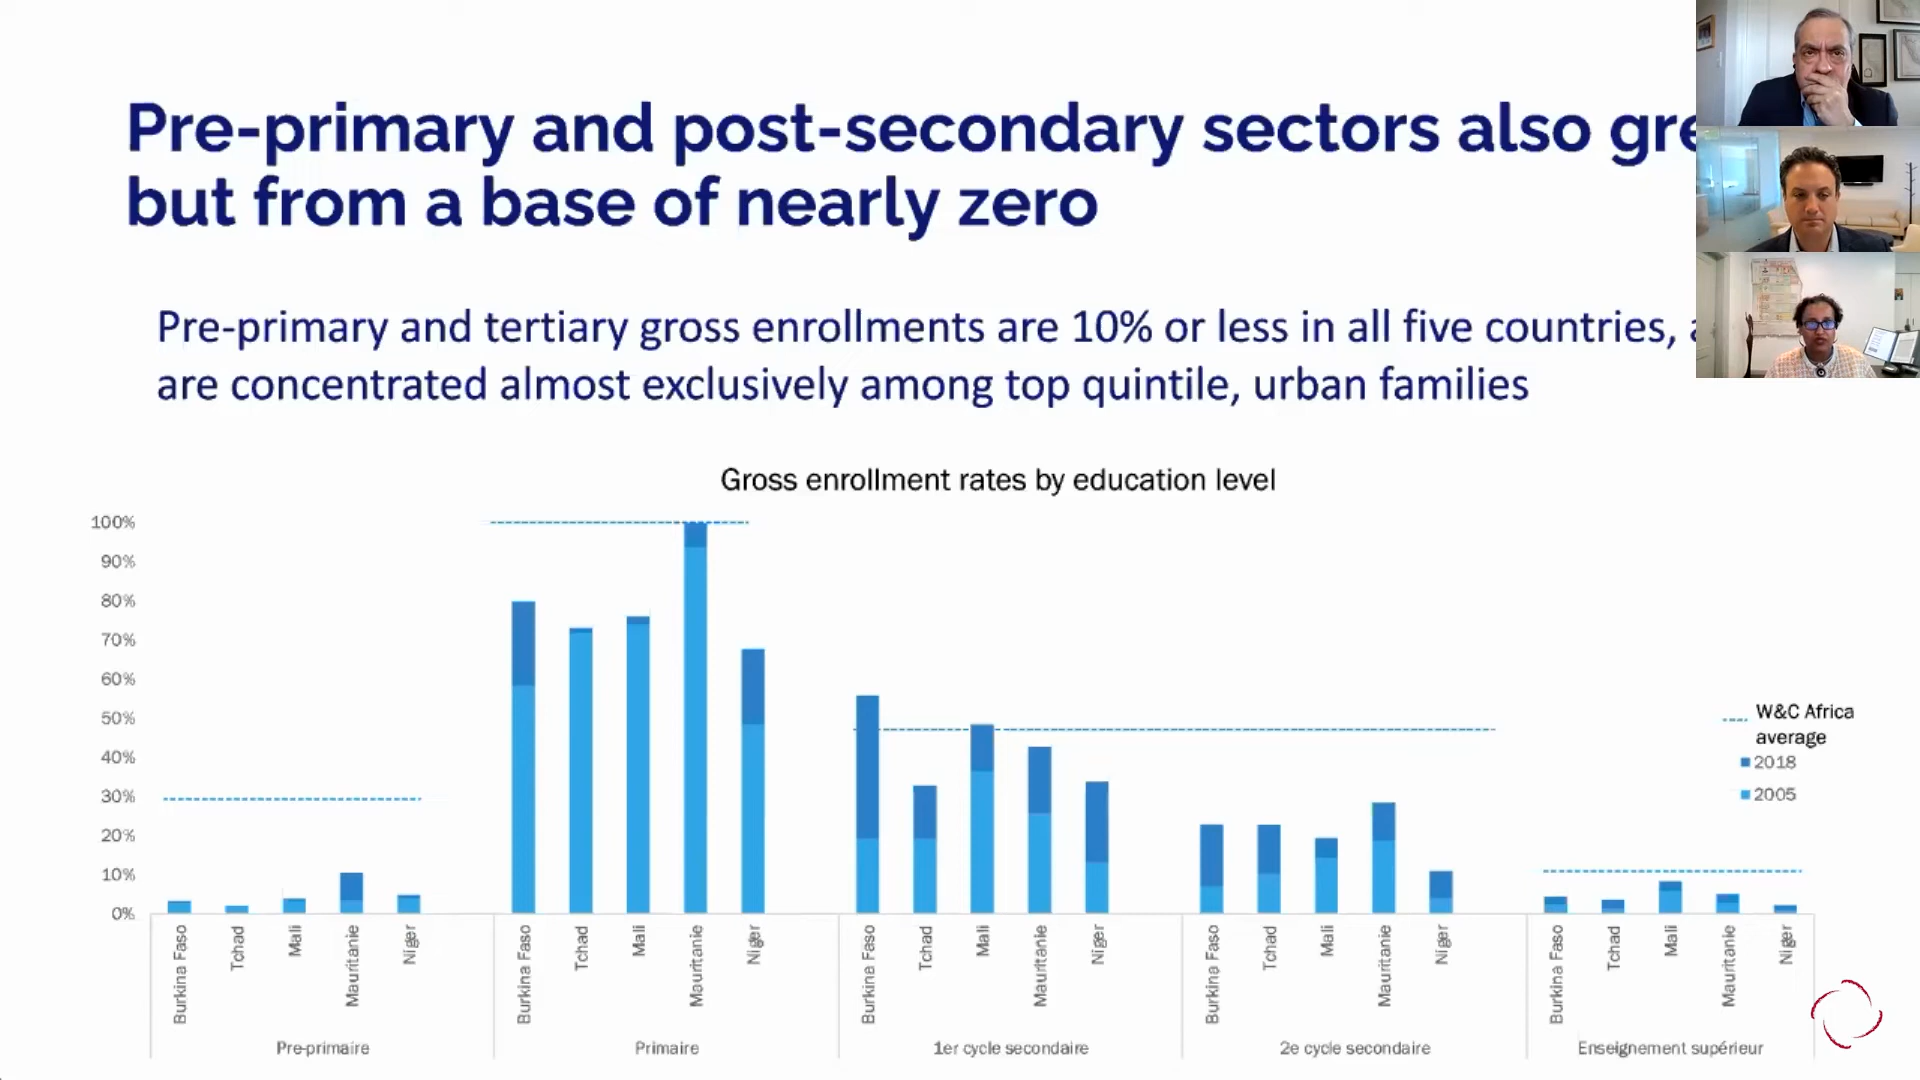 Pre-primary and post-secondary sectors also gre
but from a base of nearly zero
Pre-primary and tertiary gross enrollments are 10% or less in all five countries, a
are concentrated almost exclusively among top quintile, urban families
Gross enrollment rates by education level
100%
90%
80%
70%
60%
50%
40%
30%
20%
10%
0%
W&C Africa
average
2018
2005
Burkina Faso
Tchad
Mali
Mauritanie
Niger
Burkina Faso
Tchad
Mali
Mauritanie
Niger
Burkina Faso
Tchad
Mali
Mauritanie
Niger
Burkina Faso
Tchad
Mali
Mauritanie
Niger
Burkina Faso
Tchad
Mali
Mauritanie
Niger
Pre-primaire
Primaire
1er cycle secondaire
2e cycle secondaire
Enseignement supérieur